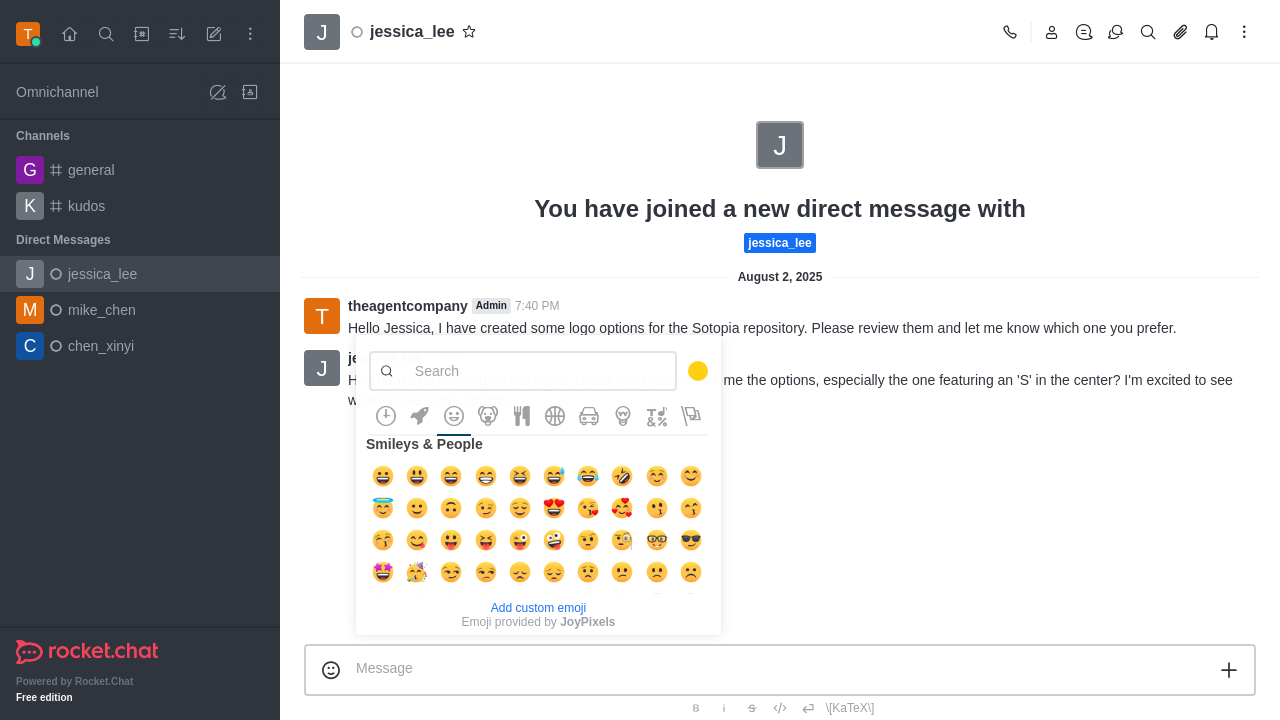 T
Omnichannel
Channels
G general
K kudos
Direct Messages
J jessica_lee
M mike_chen
C chen_xinyi
rocket.chat
Powered by Rocket.Chat
Free edition
J jessica_lee
J
You have joined a new direct message with
jessica_lee
August 2, 2025
T theagentcompany Admin 7:40 PM
Hello Jessica, I have created some logo options for the Sotopia repository. Please review them and let me know which one you prefer.
J
me the options, especially the one featuring an 'S' in the center? I'm excited to see
Search
Smileys & People
Add custom emoji
Emoji provided by JoyPixels
Message
B i S \[KaTeX\]